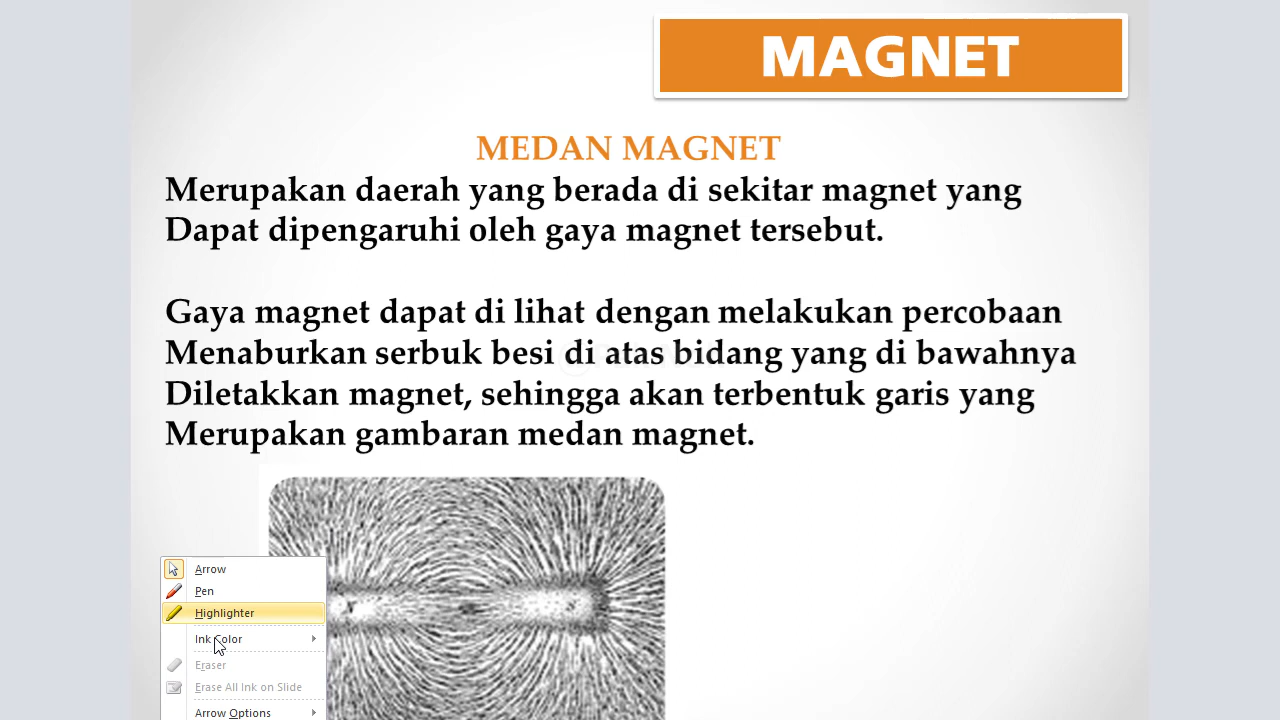 MAGNET
MEDAN MAGNET
Merupakan daerah yang berada di sekitar magnet yang
Dapat dipengaruhi oleh gaya magnet tersebut.
Gaya magnet dapat di lihat dengan melakukan percobaan
Menaburkan serbuk besi di atas bidang yang di bawahnya
Diletakkan magnet, sehingga akan terbentuk garis yang
Merupakan gambaran medan magnet.
Arrow
Pen
Highlighter
Ink Color
Eraser
Erase All Ink on Slide
Arrow Options